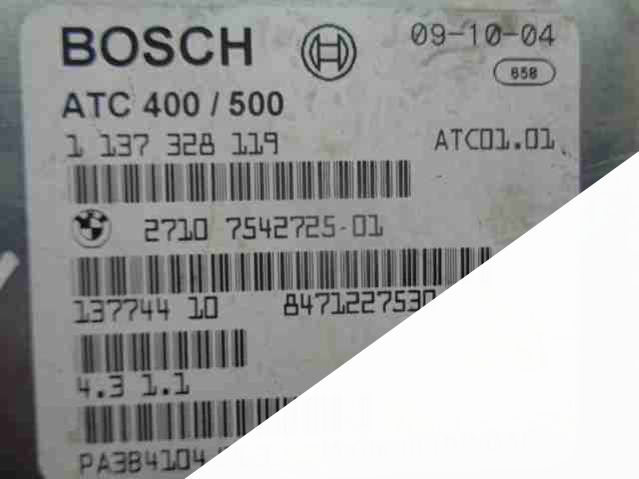 BOSCH 09-10-04
658
ATC 400 / 500
1 137 328 119 ATC01.01
2710 7542725-01
137744 10 8471227530
4.3 1.1
PA384104